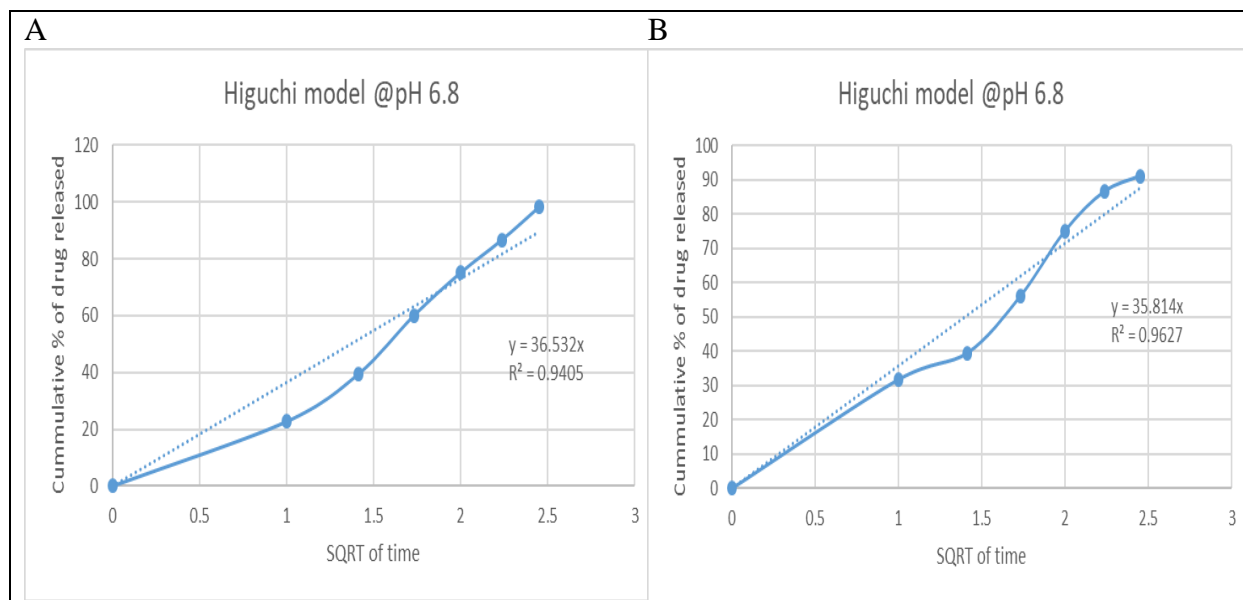 A
Higuchi model @pH 6.8
Cummulative % of drug released
120
100
80
60
40
20
0
y = 36.532x
R² = 0.9405
0 0.5 1 1.5 2 2.5 3
SQRT of time
B
Higuchi model @pH 6.8
Cummulative % of drug released
100
90
80
70
60
50
40
30
20
10
0
y = 35.814x
R² = 0.9627
0 0.5 1 1.5 2 2.5 3
SQRT of time